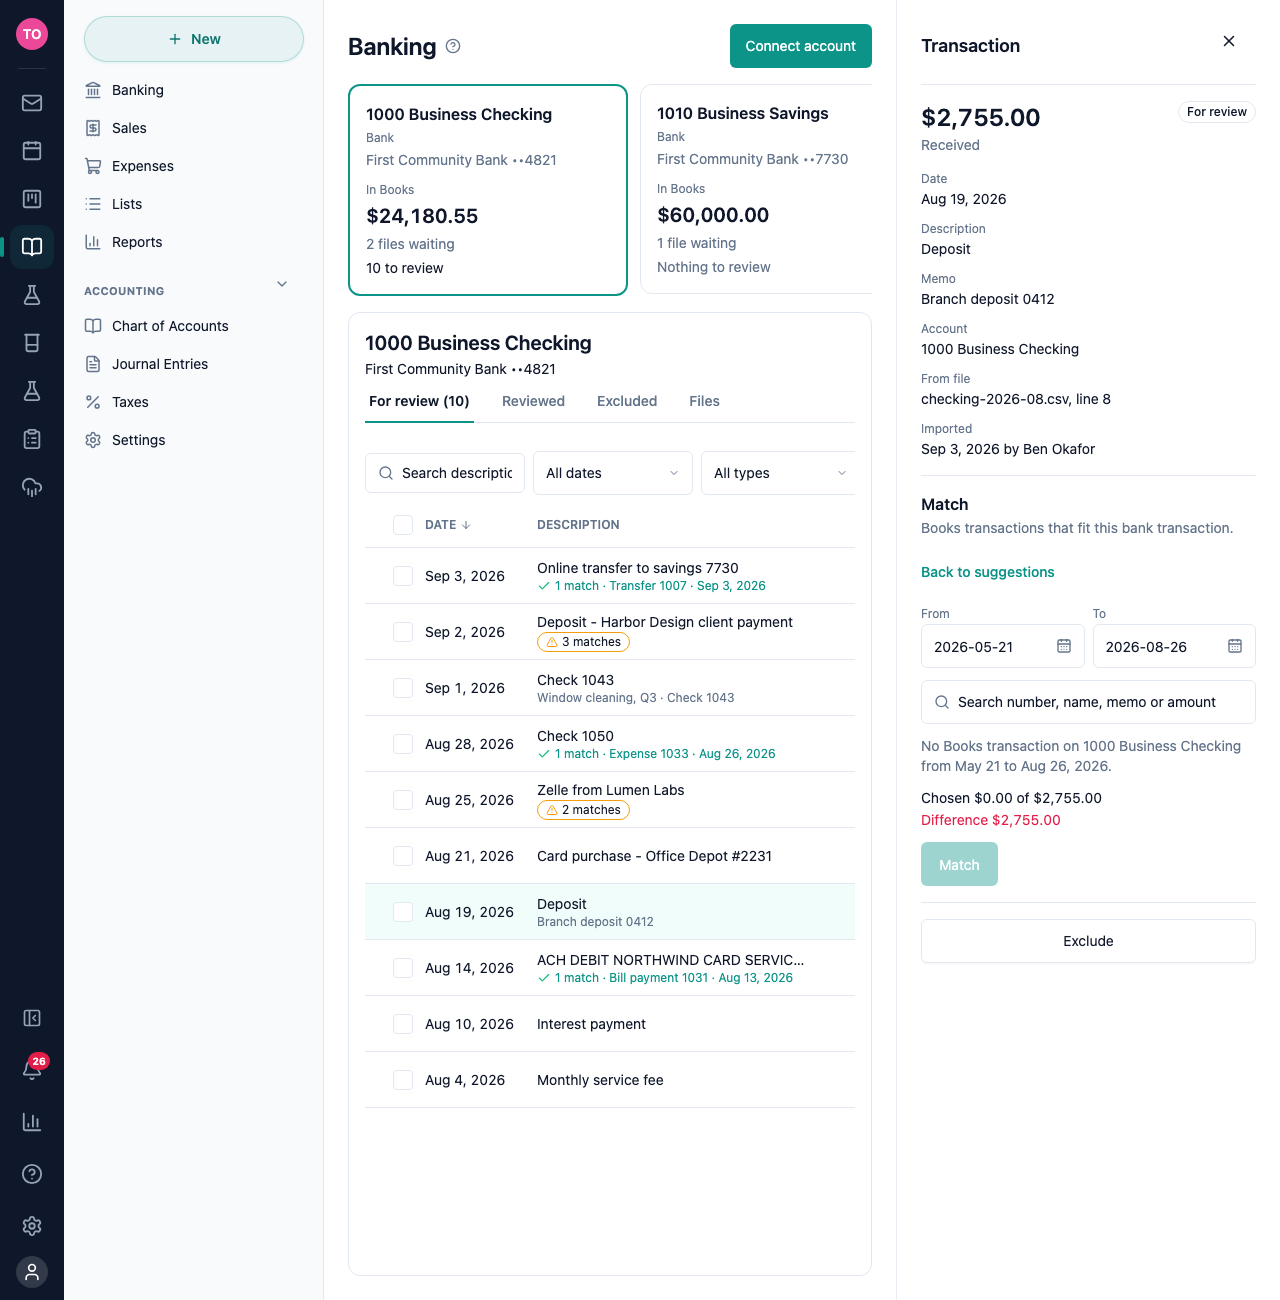 TO
New
Banking
Sales
Expenses
Lists
Reports
ACCOUNTING
Chart of Accounts
Journal Entries
Taxes
Settings
26
Banking
Connect account
1000 Business Checking
Bank
First Community Bank ••4821
In Books
$24,180.55
2 files waiting
10 to review
1010 Business Savings
Bank
First Community Bank ••7730
In Books
$60,000.00
1 file waiting
Nothing to review
1000 Business Checking
First Community Bank ••4821
For review (10) Reviewed Excluded Files
Search descriptic All dates All types
DATE DESCRIPTION
Sep 3, 2026 Online transfer to savings 7730
1 match · Transfer 1007 · Sep 3, 2026
Sep 2, 2026 Deposit - Harbor Design client payment
3 matches
Sep 1, 2026 Check 1043
Window cleaning, Q3 · Check 1043
Aug 28, 2026 Check 1050
1 match · Expense 1033 · Aug 26, 2026
Aug 25, 2026 Zelle from Lumen Labs
2 matches
Aug 21, 2026 Card purchase - Office Depot #2231
Aug 19, 2026 Deposit
Branch deposit 0412
Aug 14, 2026 ACH DEBIT NORTHWIND CARD SERVIC...
1 match · Bill payment 1031 · Aug 13, 2026
Aug 10, 2026 Interest payment
Aug 4, 2026 Monthly service fee
Transaction
$2,755.00 For review
Received
Date
Aug 19, 2026
Description
Deposit
Memo
Branch deposit 0412
Account
1000 Business Checking
From file
checking-2026-08.csv, line 8
Imported
Sep 3, 2026 by Ben Okafor
Match
Books transactions that fit this bank transaction.
Back to suggestions
From To
2026-05-21 2026-08-26
Search number, name, memo or amount
No Books transaction on 1000 Business Checking
from May 21 to Aug 26, 2026.
Chosen $0.00 of $2,755.00
Difference $2,755.00
Match
Exclude